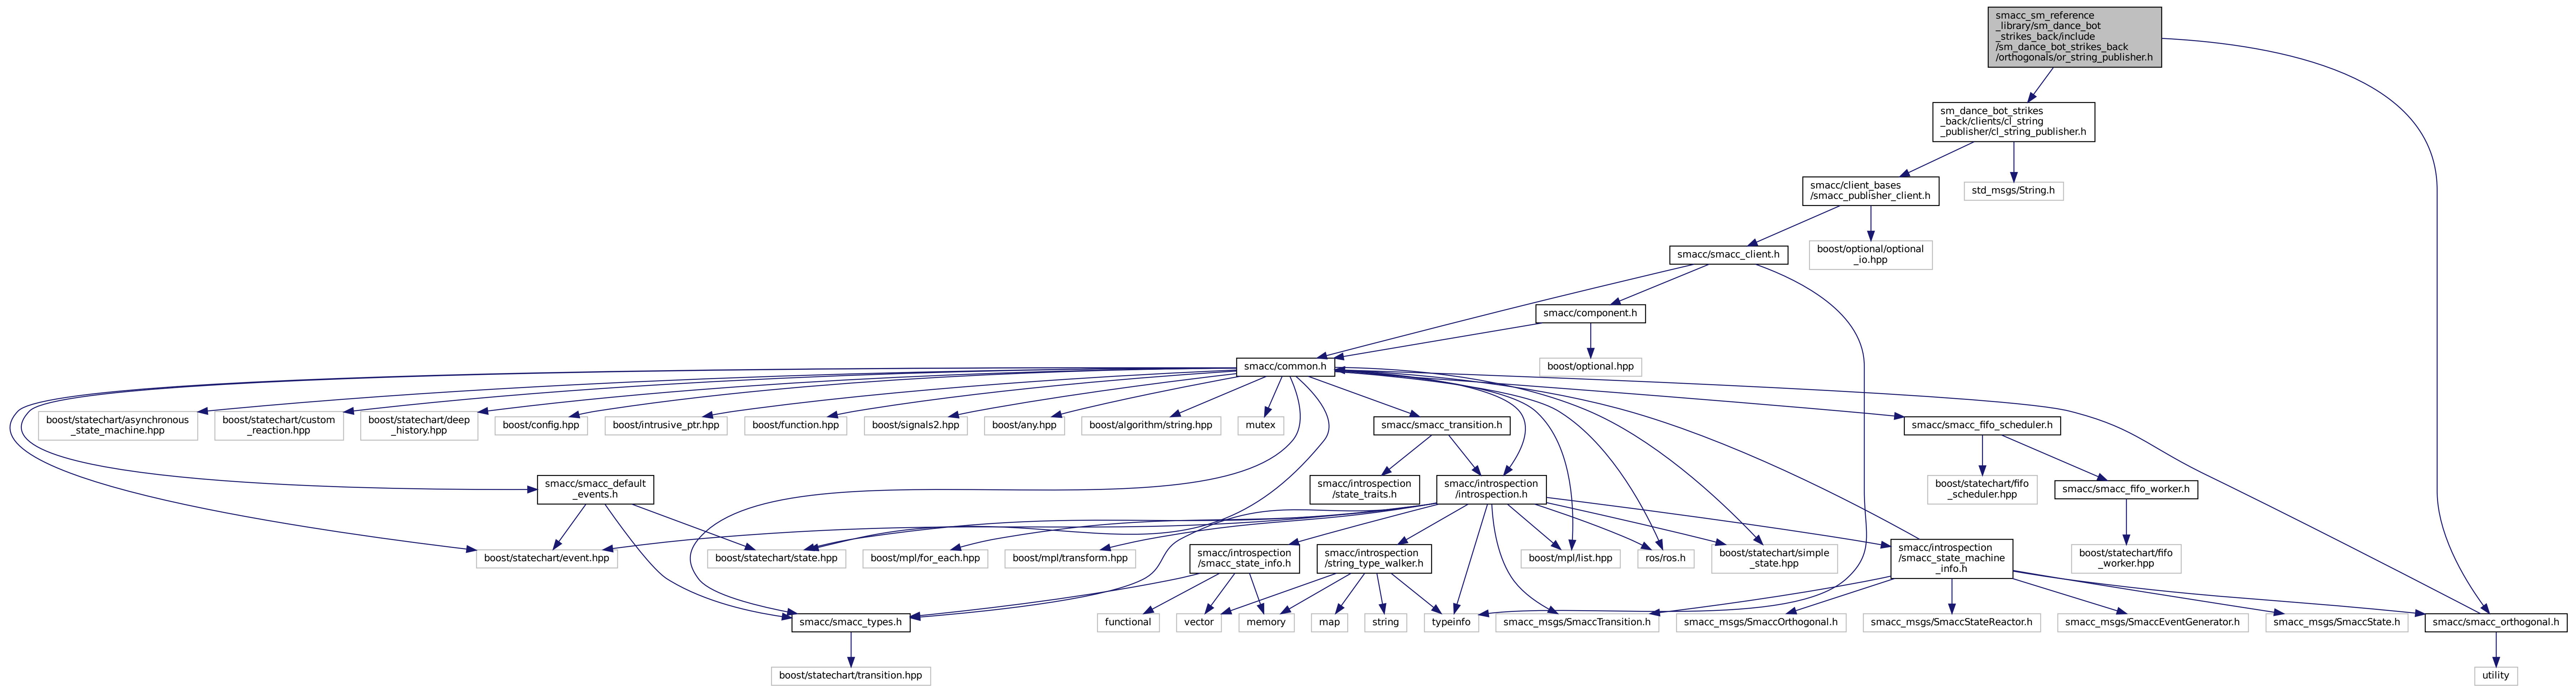 smacc_sm_reference
_library/sm_dance_bot
_strikes_back/include
/sm_dance_bot_strikes_back
/orthogonals/or_string_publisher.h
sm_dance_bot_strikes
_back/clients/cl_string
_publisher/cl_string_publisher.h
smacc/client_bases
/smacc_publisher_client.h
std_msgs/String.h
smacc/smacc_client.h
boost/optional/optional
_io.hpp
smacc/component.h
smacc/common.h
boost/optional.hpp
boost/statechart/asynchronous
_state_machine.hpp
boost/statechart/custom
_reaction.hpp
boost/statechart/deep
_history.hpp
boost/config.hpp
boost/intrusive_ptr.hpp
boost/function.hpp
boost/signals2.hpp
boost/any.hpp
boost/algorithm/string.hpp
mutex
smacc/smacc_transition.h
smacc/smacc_fifo_scheduler.h
smacc/smacc_default
_events.h
smacc/introspection
/state_traits.h
smacc/introspection
/introspection.h
boost/statechart/fifo
_scheduler.hpp
smacc/smacc_fifo_worker.h
boost/statechart/event.hpp
boost/statechart/state.hpp
boost/mpl/for_each.hpp
boost/mpl/transform.hpp
smacc/introspection
/smacc_state_info.h
smacc/introspection
/string_type_walker.h
boost/mpl/list.hpp
ros/ros.h
boost/statechart/simple
_state.hpp
smacc/introspection
/smacc_state_machine
_info.h
boost/statechart/fifo
_worker.hpp
smacc/smacc_types.h
functional
vector
memory
map
string
typeinfo
smacc_msgs/SmaccTransition.h
smacc_msgs/SmaccOrthogonal.h
smacc_msgs/SmaccStateReactor.h
smacc_msgs/SmaccEventGenerator.h
smacc_msgs/SmaccState.h
smacc/smacc_orthogonal.h
boost/statechart/transition.hpp
utility